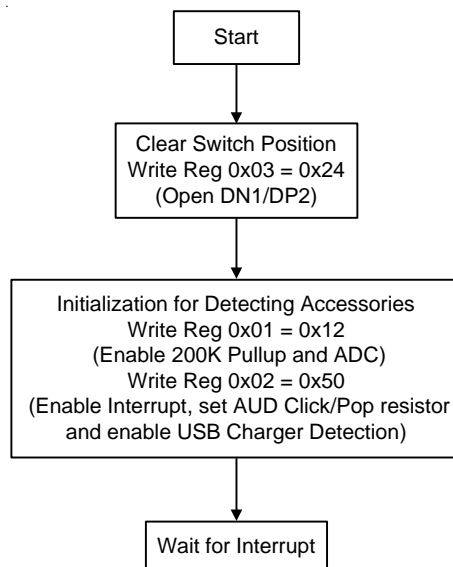 Start
Clear Switch Position
Write Reg 0x03 = 0x24
(Open DN1/DP2)
Initialization for Detecting Accessories
Write Reg 0x01 = 0x12
(Enable 200K Pullup and ADC)
Write Reg 0x02 = 0x50
(Enable Interrupt, set AUD Click/Pop resistor
and enable USB Charger Detection)
Wait for Interrupt